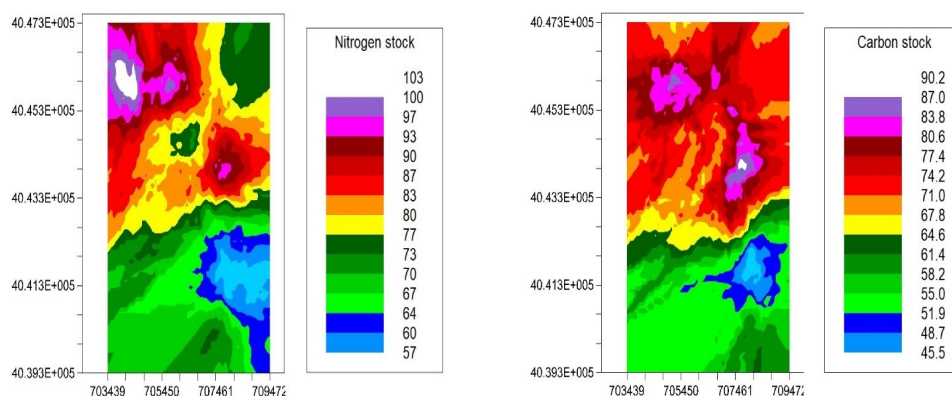 40.473E+005
40.453E+005
40.433E+005
40.413E+005
40.393E+005
703439 705450 707461 709472
Nitrogen stock
103
100
97
93
90
87
83
80
77
73
70
67
64
60
57
40.473E+005
40.453E+005
40.433E+005
40.413E+005
40.393E+005
703439 705450 707461 709472
Carbon stock
90.2
87.0
83.8
80.6
77.4
74.2
71.0
67.8
64.6
61.4
58.2
55.0
51.9
48.7
45.5